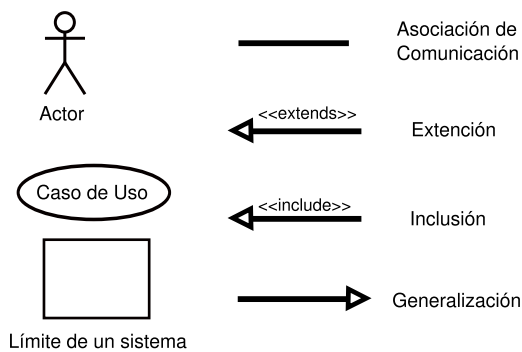 Actor
Caso de Uso
Límite de un sistema
Asociación de
Comunicación
<<extends>>
Extención
<<include>>
Inclusión
Generalización